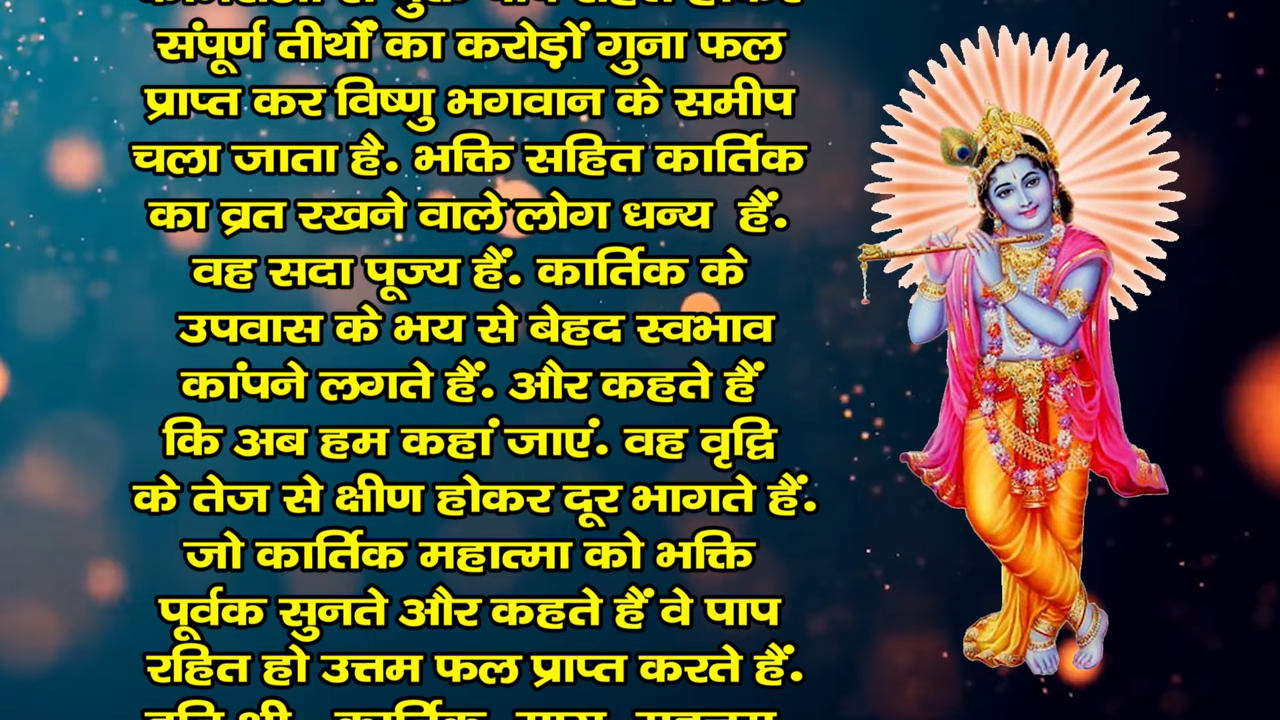 संपूर्ण तीर्थों का करोड़ों गुना फल
प्राप्त कर विष्णु भगवान के समीप
चला जाता है. भक्ति सहित कार्तिक
का व्रत रखने वाले लोग धन्य हैं.
वह सदा पूज्य हैं. कार्तिक के
उपवास के भय से बेहद स्वभाव
कांपने लगते हैं. और कहते हैं
कि अब हम कहां जाएं. वह वृद्वि
के तेज से क्षीण होकर दूर भागते हैं.
जो कार्तिक महात्मा को भक्ति
पूर्वक सुनते और कहते हैं वे पाप
रहित हो उत्तम फल प्राप्त करते हैं.